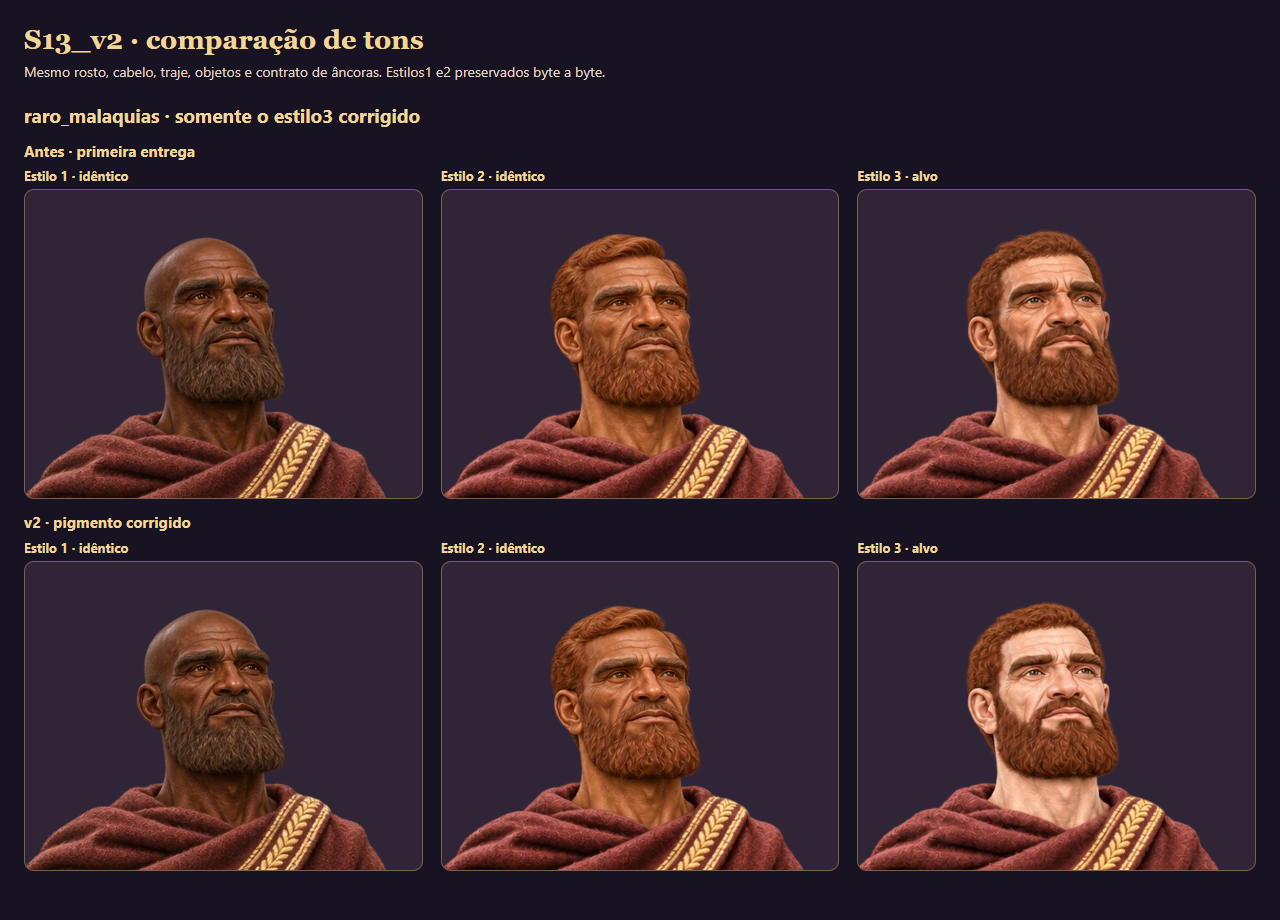 S13_v2 · comparação de tons
Mesmo rosto, cabelo, traje, objetos e contrato de âncoras. Estilos1 e2 preservados byte a byte.
raro_malaquias · somente o estilo3 corrigido
Antes · primeira entrega
Estilo 1 · idêntico
Estilo 2 · idêntico
Estilo 3 · alvo
v2 · pigmento corrigido
Estilo 1 · idêntico
Estilo 2 · idêntico
Estilo 3 · alvo